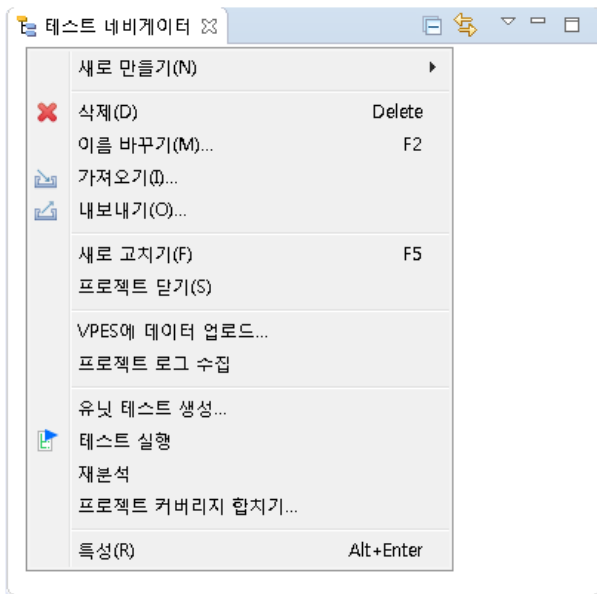 테스트 네비게이터
새로 만들기(N)
삭제(D) Delete
이름 바꾸기(M)... F2
가져오기(I)...
내보내기(O)...
새로 고치기(F) F5
프로젝트 닫기(S)
VPES에 데이터 업로드...
프로젝트 로그 수집
유닛 테스트 생성...
테스트 실행
재분석
프로젝트 커버리지 합치기...
특성(R) Alt+Enter